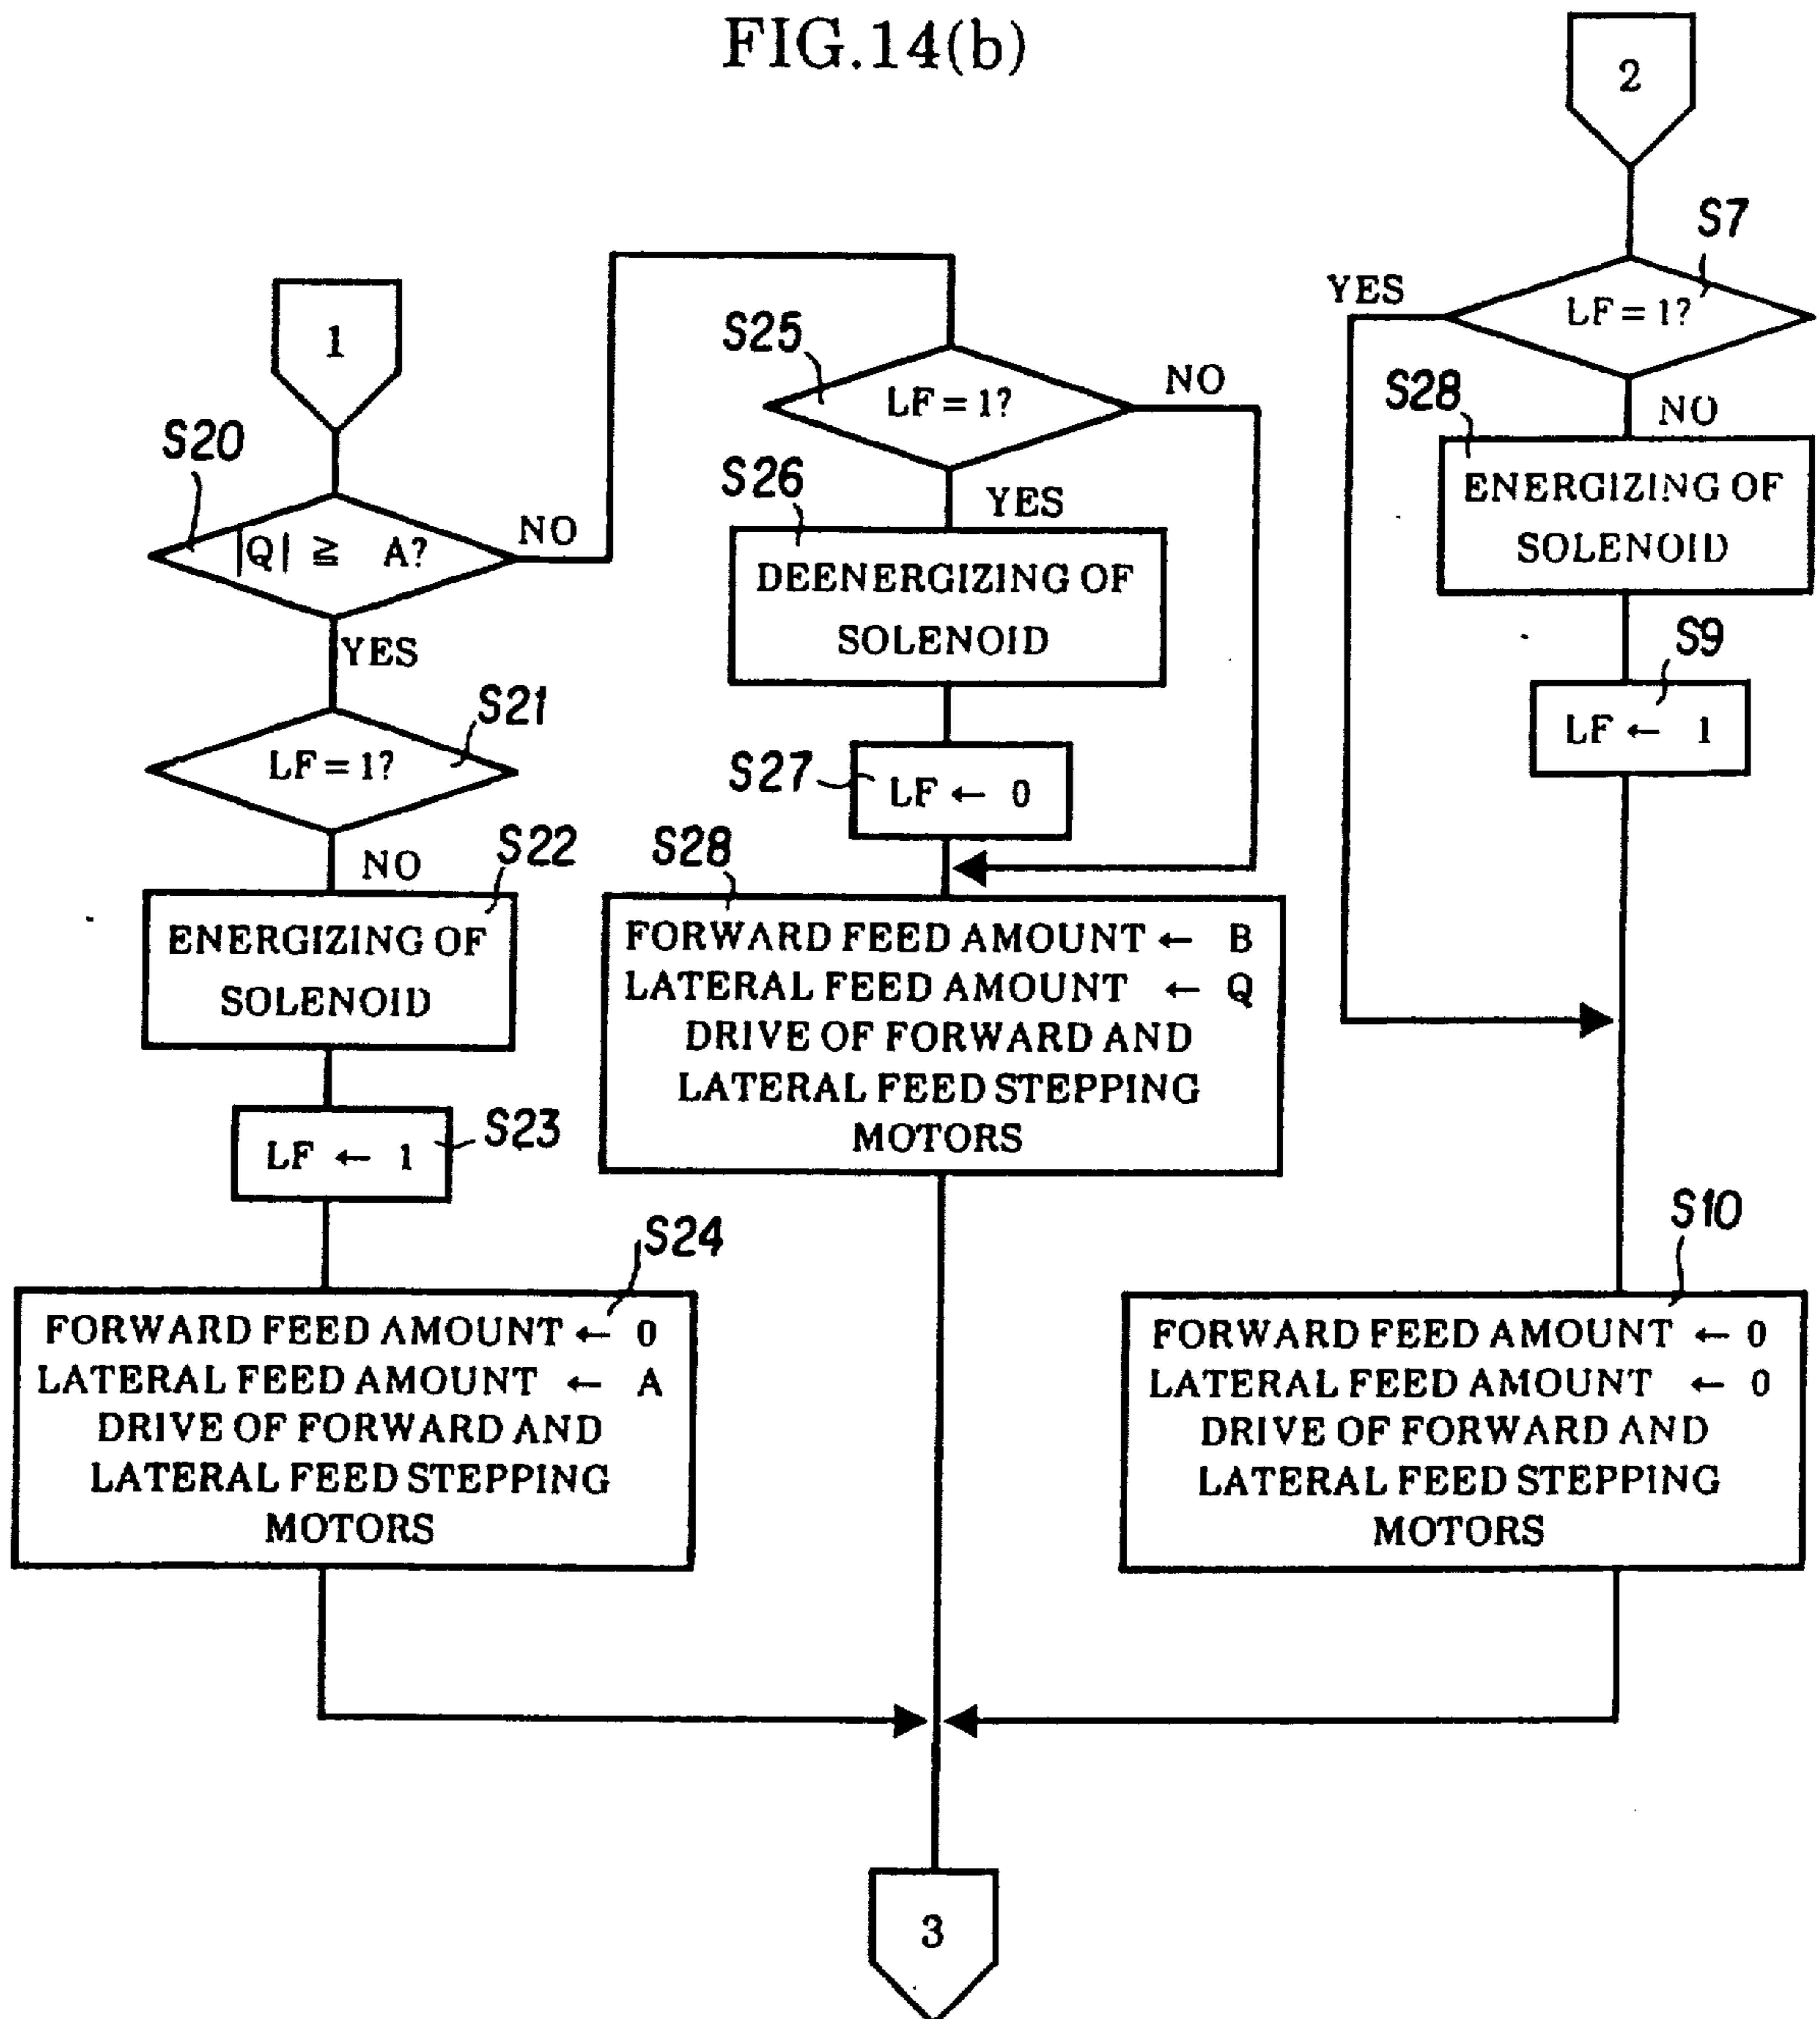 FIG.14(b)
1
S20
|Q| ≧ A?
NO
YES
S21
LF = 1?
NO
S22
ENERGIZING OF
SOLENOID
S23
LF ← 1
S24
FORWARD FEED AMOUNT ← 0
LATERAL FEED AMOUNT ← A
DRIVE OF FORWARD AND
LATERAL FEED STEPPING
MOTORS
S25
LF = 1?
NO
YES
S26
DEENERGIZING OF
SOLENOID
S27
LF ← 0
S28
FORWARD FEED AMOUNT ← B
LATERAL FEED AMOUNT ← Q
DRIVE OF FORWARD AND
LATERAL FEED STEPPING
MOTORS
2
S7
LF = 1?
YES
NO
S28
ENERGIZING OF
SOLENOID
S9
LF ← 1
S10
FORWARD FEED AMOUNT ← 0
LATERAL FEED AMOUNT ← 0
DRIVE OF FORWARD AND
LATERAL FEED STEPPING
MOTORS
3